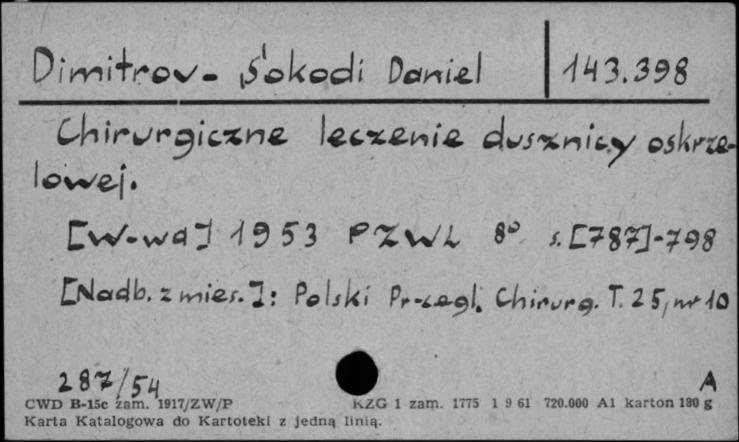 Dimitrov- Śokodi Daniel 143.398
Chirurgiczne leczenie dusznicy oskrze-
lowej.
[W-wa] 1953 PZWL 8° s.[787]-798
[Nadb. z mies.]: Polski Przegl. Chirurg. T. 25, nr 10
287/54 A
CWD B-15c zam. 1917/ZW/P KZG 1 zam. 1775 1 9 61 720.000 A1 karton 180 g
Karta Katalogowa do Kartoteki z jedną linią.